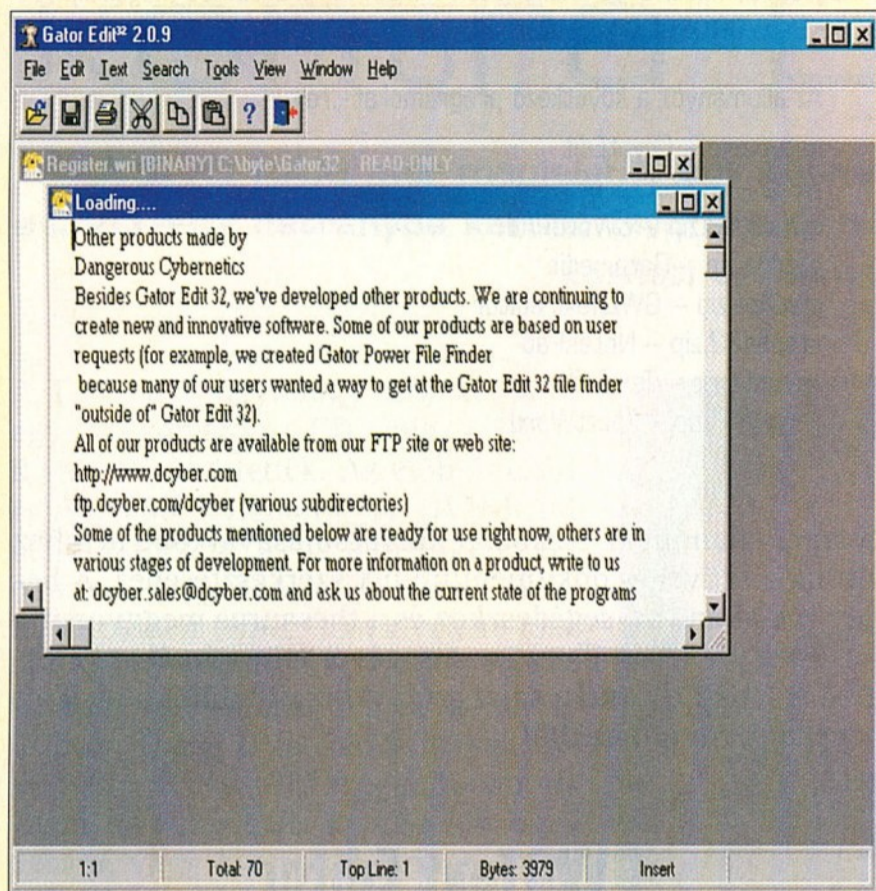 Gator Edit³² 2.0.9
File Edit Text Search Tools View Window Help
Register.wri [BINARY] C:\byte\Gator32 READ-ONLY
Loading....
Other products made by
Dangerous Cybernetics
Besides Gator Edit 32, we've developed other products. We are continuing to
create new and innovative software. Some of our products are based on user
requests (for example, we created Gator Power File Finder
because many of our users wanted a way to get at the Gator Edit 32 file finder
"outside of" Gator Edit 32).
All of our products are available from our FTP site or web site:
http://www.dcyber.com
ftp.dcyber.com/dcyber (various subdirectories)
Some of the products mentioned below are ready for use right now, others are in
various stages of development. For more information on a product, write to us
at: dcyber.sales@dcyber.com and ask us about the current state of the programs
1:1 Total: 70 Top Line: 1 Bytes: 3979 Insert